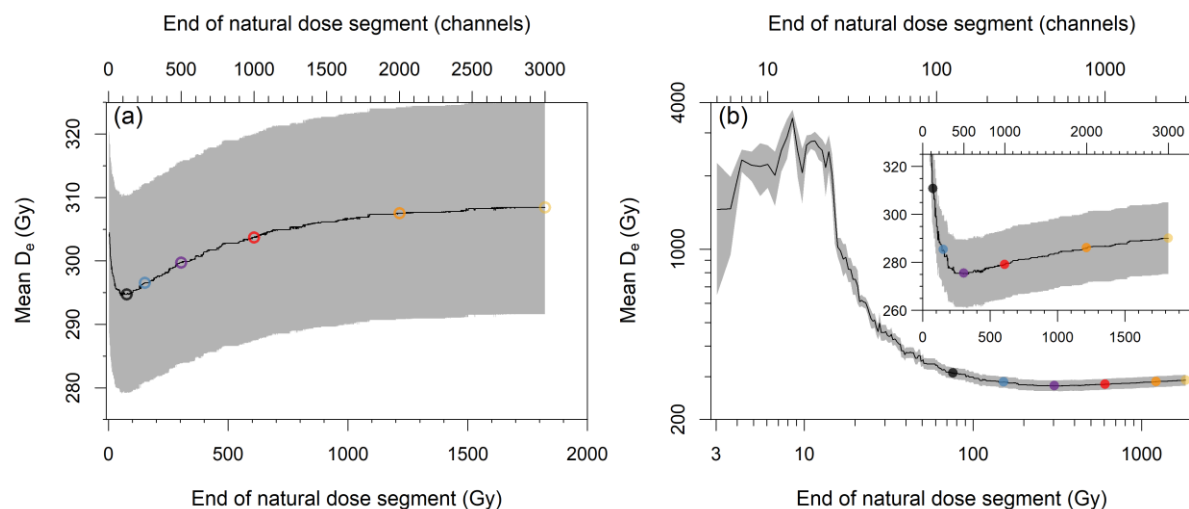 End of natural dose segment (channels)
0 500 1000 1500 2000 2500 3000
(a)
Mean De (Gy)
320
310
300
290
280
0 500 1000 1500 2000
End of natural dose segment (Gy)
End of natural dose segment (channels)
10 100 1000
(b)
Mean De (Gy)
4000
1000
200
3 10 100 1000
End of natural dose segment (Gy)
0 500 1000 2000 3000
320
300
280
260
0 500 1000 1500